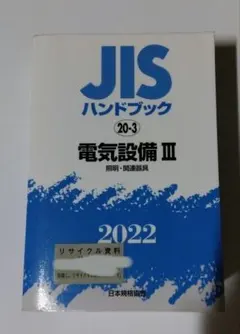 JIS
ハンドブック
20-3
電気設備 III
照明・関連器具
2022
リサイクル資料
日本規格協会